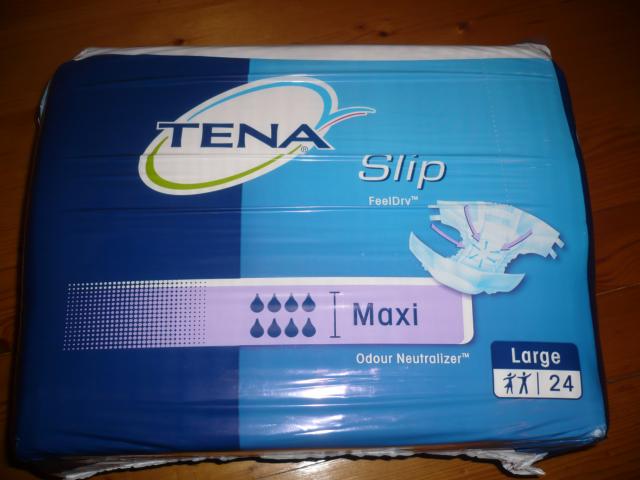 TENA®
Slip
FeelDry™
Maxi
Odour Neutralizer™
Large
24